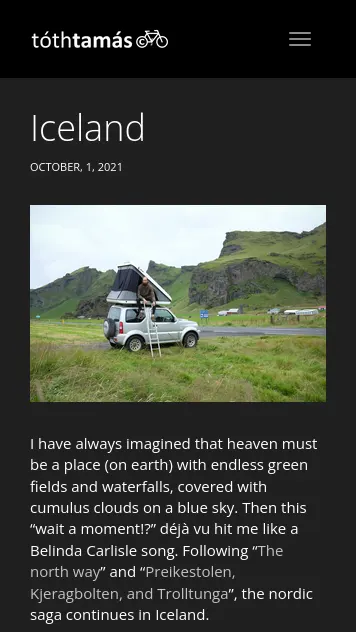 tóthtamás
Iceland
OCTOBER, 1, 2021
I have always imagined that heaven must
be a place (on earth) with endless green
fields and waterfalls, covered with
cumulus clouds on a blue sky. Then this
“wait a moment!?” déjà vu hit me like a
Belinda Carlisle song. Following “The
north way” and “Preikestolen,
Kjeragbolten, and Trolltunga”, the nordic
saga continues in Iceland.